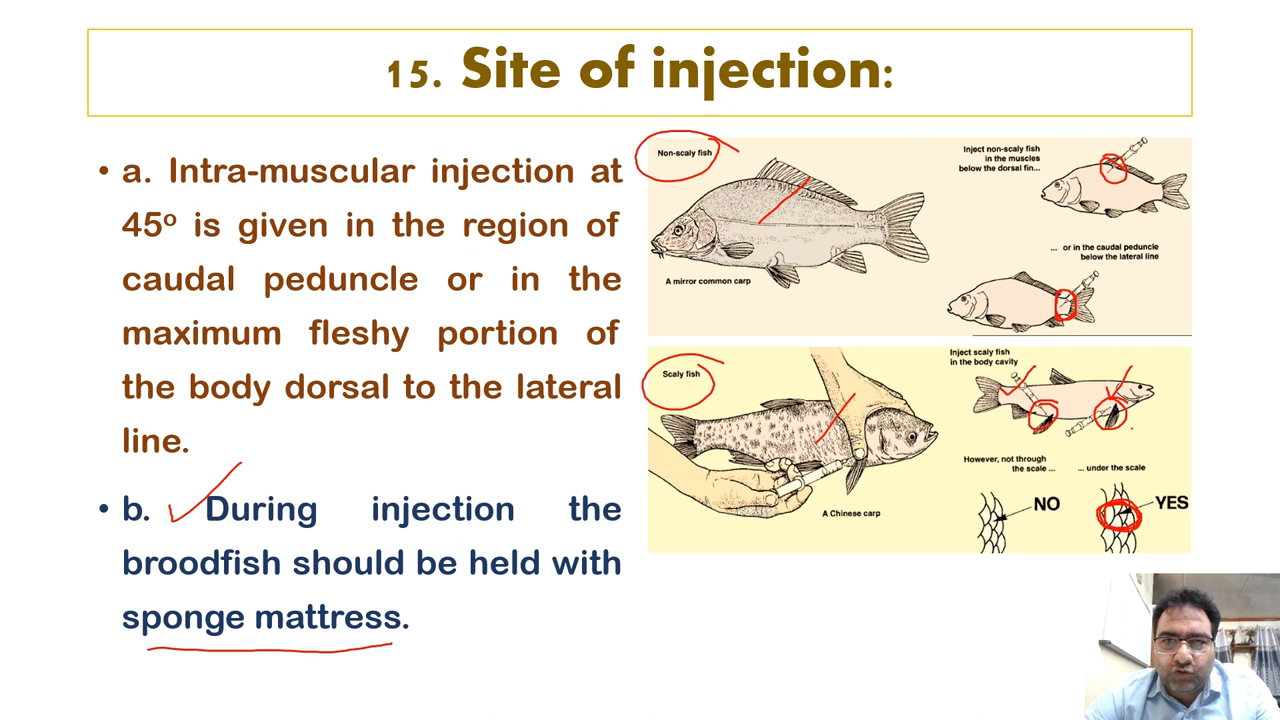 15. Site of injection:
• a. Intra-muscular injection at
45º is given in the region of
caudal peduncle or in the
maximum fleshy portion of
the body dorsal to the lateral
line.
• b. During injection the
broodfish should be held with
sponge mattress.
Non-scaly fish
A mirror common carp
Inject non-scaly fish
in the muscles
below the dorsal fin...
... or in the caudal peduncle
below the lateral line
Scaly fish
A Chinese carp
Inject scaly fish
in the body cavity
However, not through
the scale ...
... under the scale
NO
YES